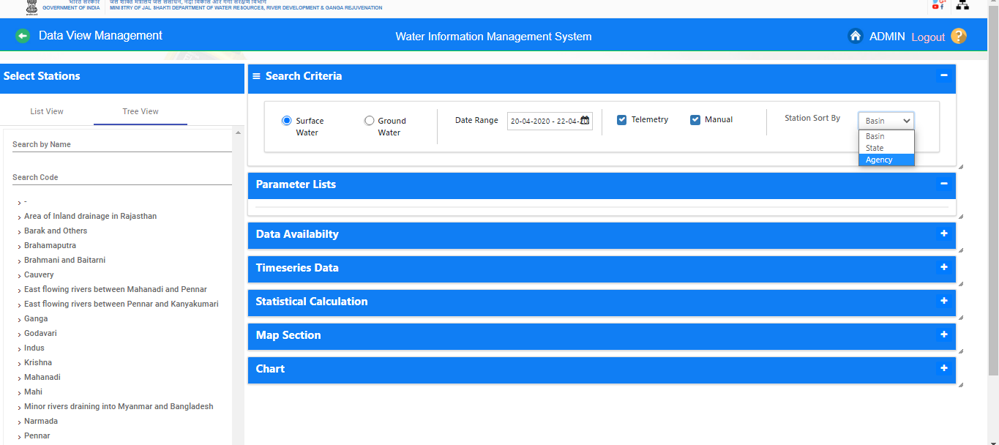 भारत सरकार
GOVERNMENT OF INDIA
जल शक्ति मंत्रालय जल संसाधन, नदी विकास और गंगा संरक्षण विभाग
MINISTRY OF JAL SHAKTI DEPARTMENT OF WATER RESOURCES, RIVER DEVELOPMENT & GANGA REJUVENATION
Data View Management
Water Information Management System
ADMIN Logout ?
Select Stations
List View Tree View
Search by Name
Search Code
-
Area of Inland drainage in Rajasthan
Barak and Others
Brahamaputra
Brahmani and Baitarni
Cauvery
East flowing rivers between Mahanadi and Pennar
East flowing rivers between Pennar and Kanyakumari
Ganga
Godavari
Indus
Krishna
Mahanadi
Mahi
Minor rivers draining into Myanmar and Bangladesh
Narmada
Pennar
Search Criteria
Surface Water
Ground Water
Date Range 20-04-2020 - 22-04-20
Telemetry
Manual
Station Sort By Basin
Basin
State
Agency
Parameter Lists
Data Availabilty
Timeseries Data
Statistical Calculation
Map Section
Chart